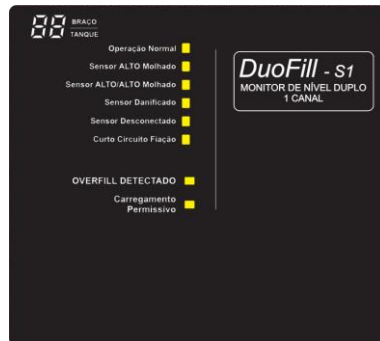 88 BRAÇO
TANQUE
Operação Normal
Sensor ALTO Molhado
Sensor ALTO/ALTO Molhado
Sensor Danificado
Sensor Desconectado
Curto Circuito Fiação
OVERFILL DETECTADO
Carregamento
Permissivo
DuoFill - S1
MONITOR DE NÍVEL DUPLO
1 CANAL